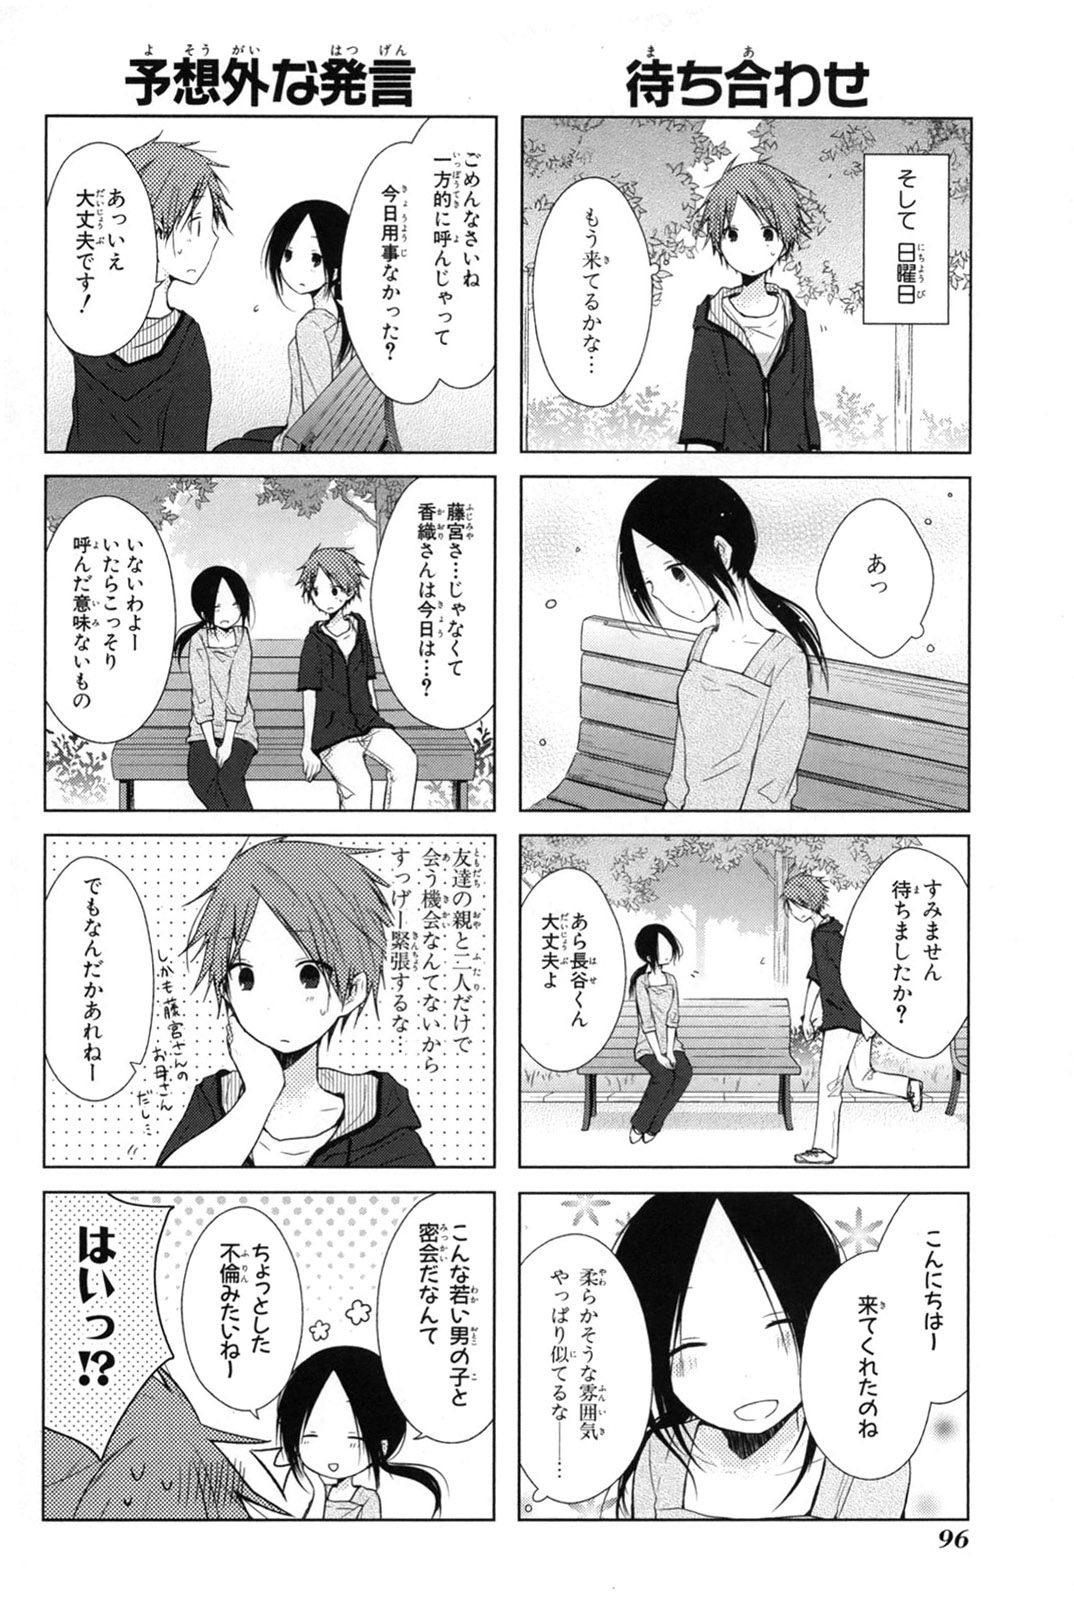 待ち合わせ
そして日曜日
もう来てるかな…
あっ
すみません
待ちましたか？
あら長谷くん
大丈夫よ
こんにちはー
来てくれたのね
柔らかそうな雰囲気
やっぱり似てるな――…
予想外な発言
ごめんなさいね
一方的に呼んじゃって
今日用事なかった？
あっいえ
大丈夫です！
藤宮さ…じゃなくて
香織さんは今日は…？
いないわよー
いたらこっそり
呼んだ意味ないもの
友達の親と二人だけで
会う機会なんてないから
すっげー緊張するな…
しかも藤宮さんの
お母さん
だし…
でもなんだかあれねー
こんな若い男の子と
密会だなんて
ちょっとした
不倫みたいねー
はいっ!?
96